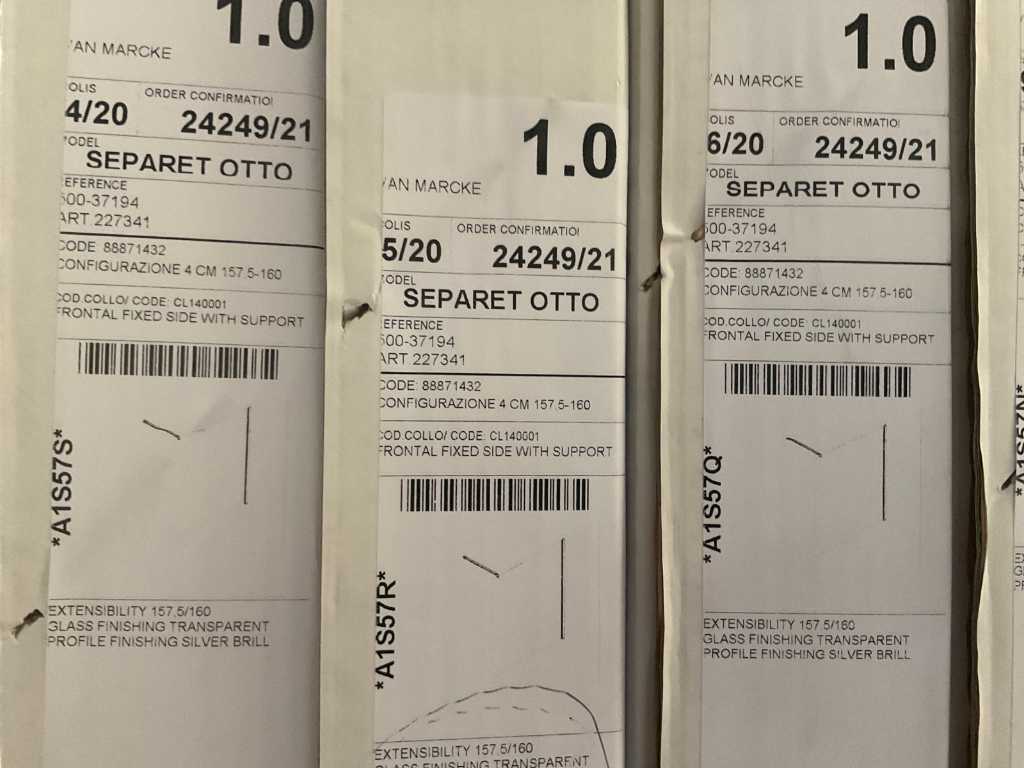 1.0
VAN MARCKE
OLIS ORDER CONFIRMATIO
4/20 24249/21
ODEL
SEPARET OTTO
EFERENCE
500-37194
ART.227341
CODE 88871432
CONFIGURAZIONE 4 CM 157.5-160
COD.COLLO/ CODE: CL140001
FRONTAL FIXED SIDE WITH SUPPORT
*A1S57S*
EXTENSIBILITY 157.5/160
GLASS FINISHING TRANSPARENT
PROFILE FINISHING SILVER BRILL
1.0
VAN MARCKE
OLIS ORDER CONFIRMATIO
5/20 24249/21
ODEL
SEPARET OTTO
EFERENCE
500-37194
ART.227341
CODE: 88871432
CONFIGURAZIONE 4 CM 157.5-160
COD.COLLO/ CODE: CL140001
FRONTAL FIXED SIDE WITH SUPPORT
*A1S57R*
EXTENSIBILITY 157.5/160
GLASS FINISHING TRANSPARENT
1.0
VAN MARCKE
OLIS ORDER CONFIRMATIO
6/20 24249/21
ODEL
SEPARET OTTO
EFERENCE
500-37194
ART.227341
CODE: 88871432
CONFIGURAZIONE 4 CM 157.5-160
COD.COLLO/ CODE: CL140001
FRONTAL FIXED SIDE WITH SUPPORT
*A1S57Q*
EXTENSIBILITY 157.5/160
GLASS FINISHING TRANSPARENT
PROFILE FINISHING SILVER BRILL